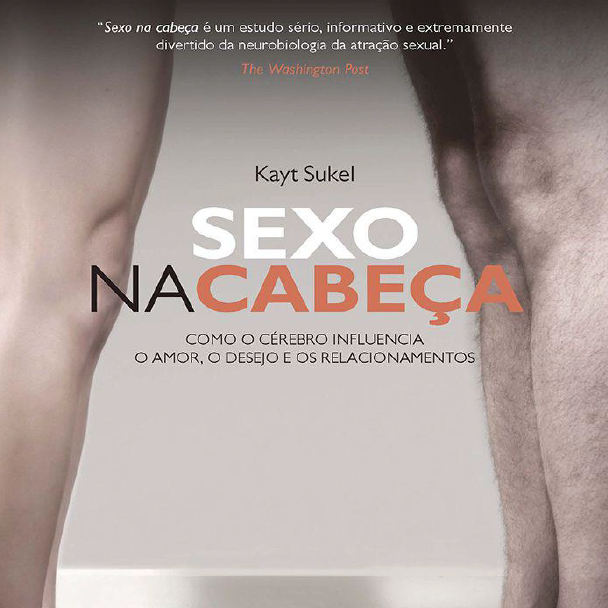 “Sexo na cabeça é um estudo sério, informativo e extremamente
divertido da neurobiologia da atração sexual.”
The Washington Post
Kayt Sukel
SEXO
NACABEÇA
COMO O CÉREBRO INFLUENCIA
O AMOR, O DESEJO E OS RELACIONAMENTOS